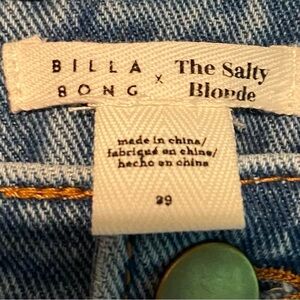 BILLA
BONG
x
The Salty
Blonde
made in china/
fabriqué en chine/
hecho en china
29